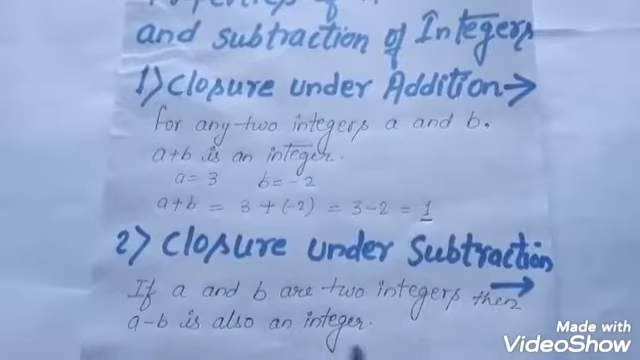 and subtraction of Integers
1) Closure under Addition →
for any two integers a and b.
a+b is an integer.
a = 3 b = -2
a+b = 3+(-2) = 3-2 = 1
2) Closure under Subtraction →
If a and b are two integers then
a-b is also an integer.
Made with
VideoShow